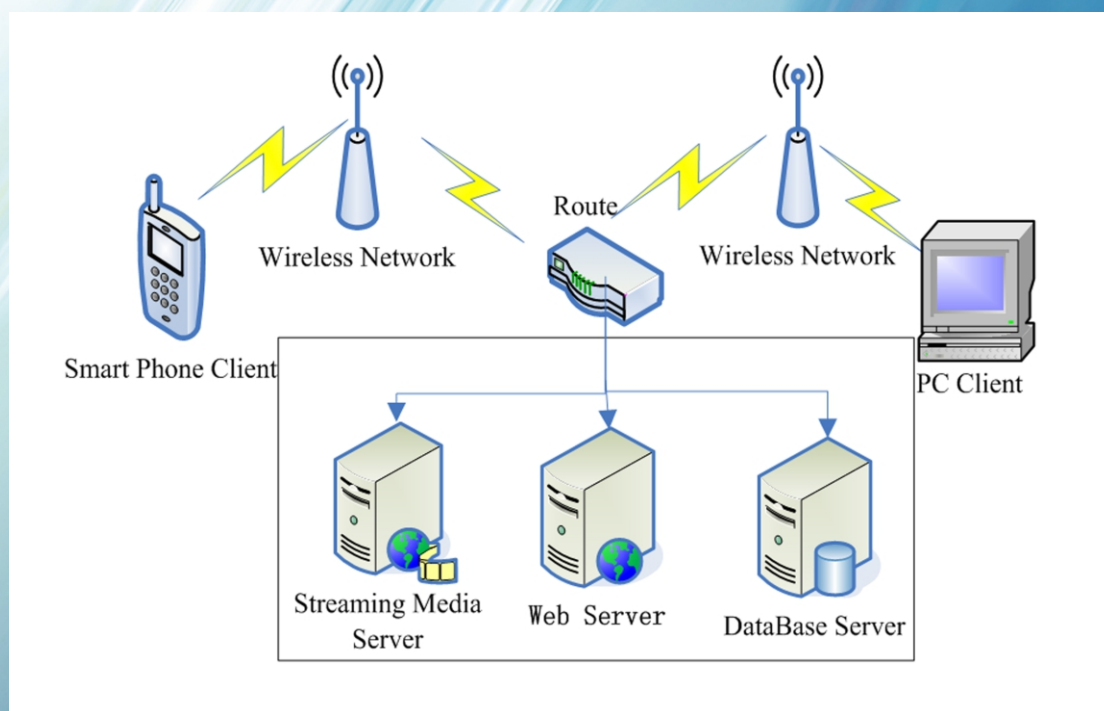 Route
Wireless Network
Wireless Network
Smart Phone Client
PC Client
Streaming Media
Server
Web Server
DataBase Server